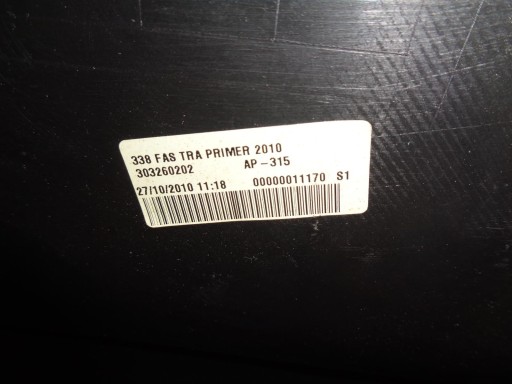 338 FAS TRA PRIMER 2010
303260202 AP-315
27/10/2010 11:18 00000011170 S1